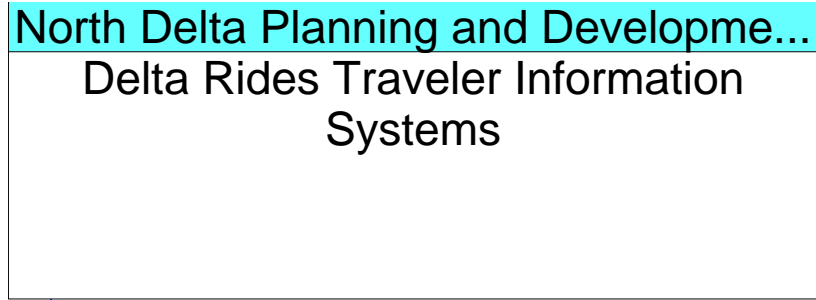 North Delta Planning and Developme...
Delta Rides Traveler Information
Systems